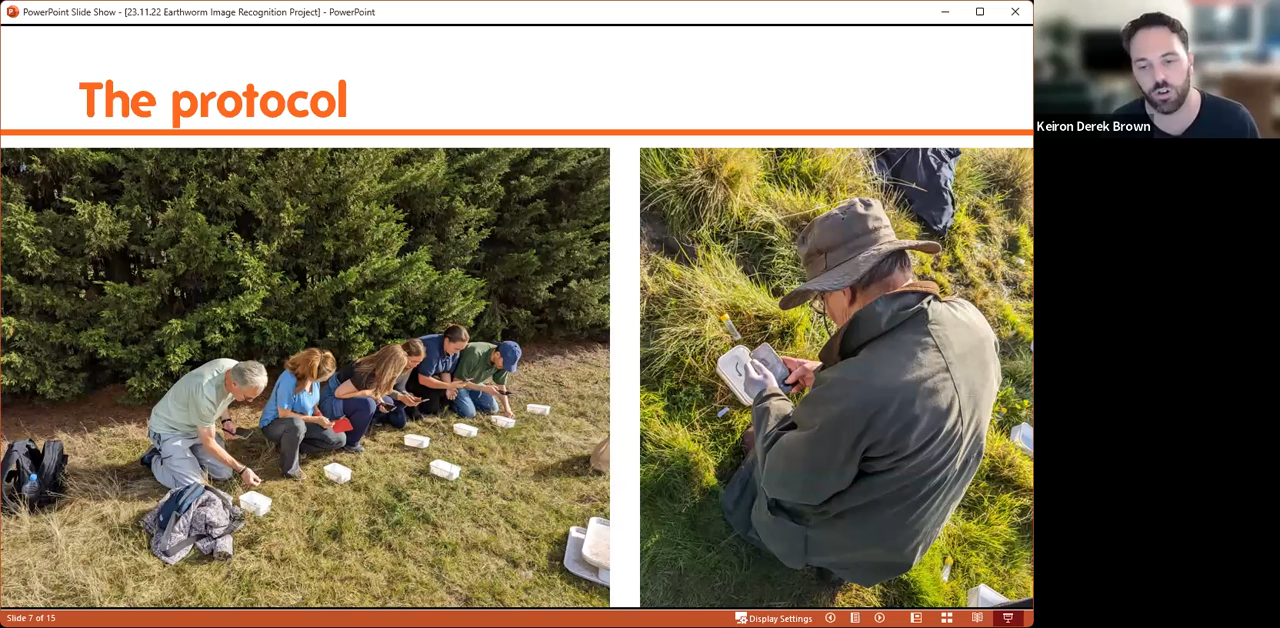 PowerPoint Slide Show - [23.11.22 Earthworm Image Recognition Project] - PowerPoint
The protocol
Keiron Derek Brown
Slide 7 of 15
Display Settings